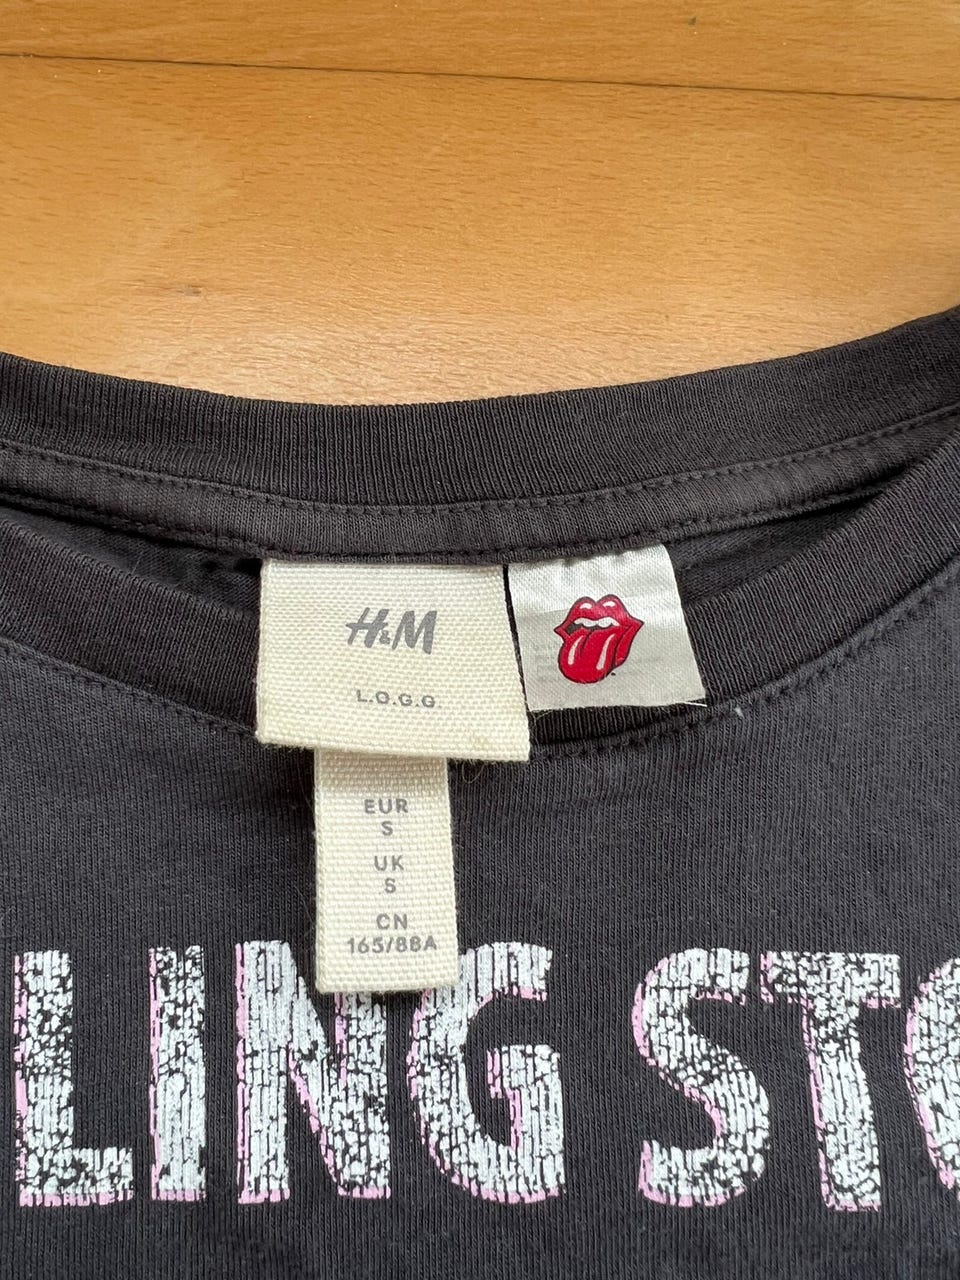 H&M
L.O.G.G.
EUR
S
UK
S
CN
165/88A
LING STO